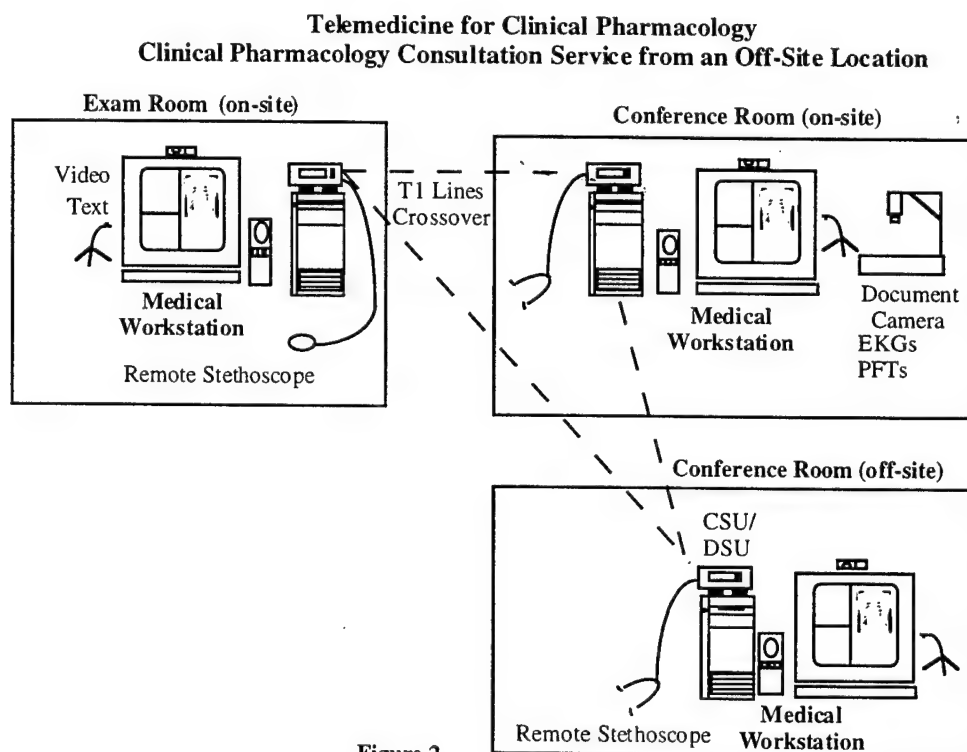 Telemedicine for Clinical Pharmacology
Clinical Pharmacology Consultation Service from an Off-Site Location
Exam Room (on-site)
Video
Text
Medical
Workstation
Remote Stethoscope
T1 Lines
Crossover
Conference Room (on-site)
Medical
Workstation
Document
Camera
EKGs
PFTs
Conference Room (off-site)
CSU/
DSU
Remote Stethoscope
Medical
Workstation
Figure 2